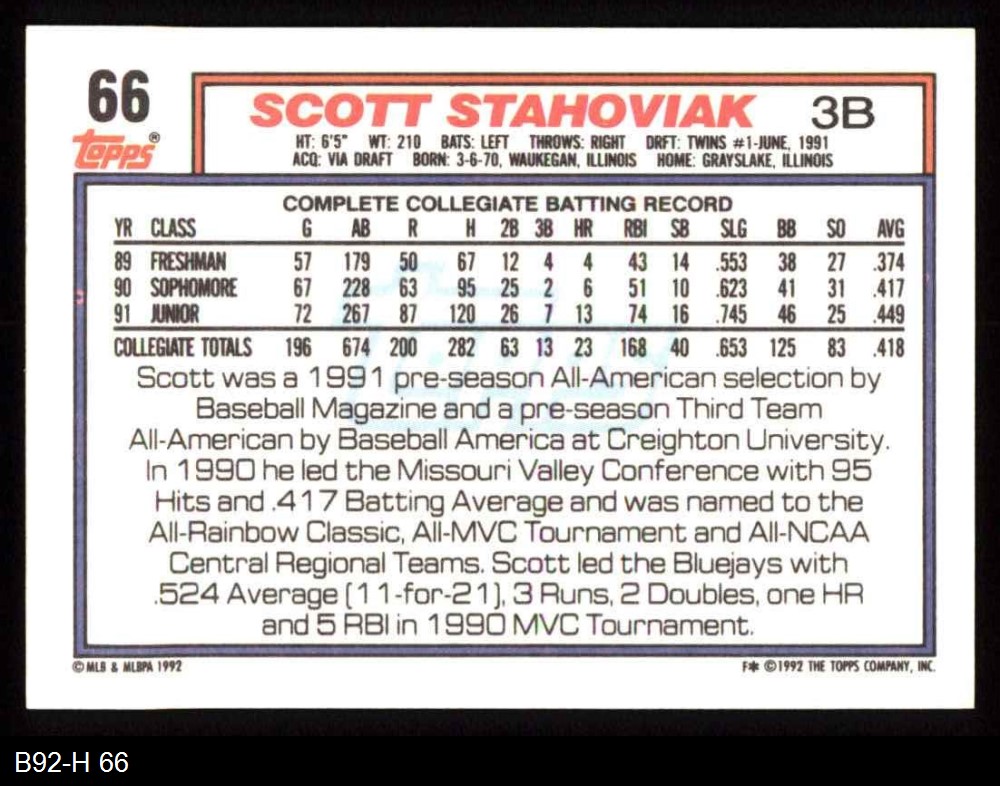 66
Topps®
SCOTT STAHOVIAK 3B
HT: 6'5" WT: 210 BATS: LEFT THROWS: RIGHT DRFT: TWINS #1-JUNE, 1991
ACQ: VIA DRAFT BORN: 3-6-70, WAUKEGAN, ILLINOIS HOME: GRAYSLAKE, ILLINOIS
COMPLETE COLLEGIATE BATTING RECORD
YR CLASS G AB R H 2B 3B HR RBI SB SLG BB SO AVG
89 FRESHMAN 57 179 50 67 12 4 4 43 14 .553 38 27 .374
90 SOPHOMORE 67 228 63 95 25 2 6 51 10 .623 41 31 .417
91 JUNIOR 72 267 87 120 26 7 13 74 16 .745 46 25 .449
COLLEGIATE TOTALS 196 674 200 282 63 13 23 168 40 .653 125 83 .418
Scott was a 1991 pre-season All-American selection by
Baseball Magazine and a pre-season Third Team
All-American by Baseball America at Creighton University.
In 1990 he led the Missouri Valley Conference with 95
Hits and .417 Batting Average and was named to the
All-Rainbow Classic, All-MVC Tournament and All-NCAA
Central Regional Teams. Scott led the Bluejays with
.524 Average (11-for-21), 3 Runs, 2 Doubles, one HR
and 5 RBI in 1990 MVC Tournament.
© MLB & MLBPA 1992
F* ©1992 THE TOPPS COMPANY, INC.
B92-H 66